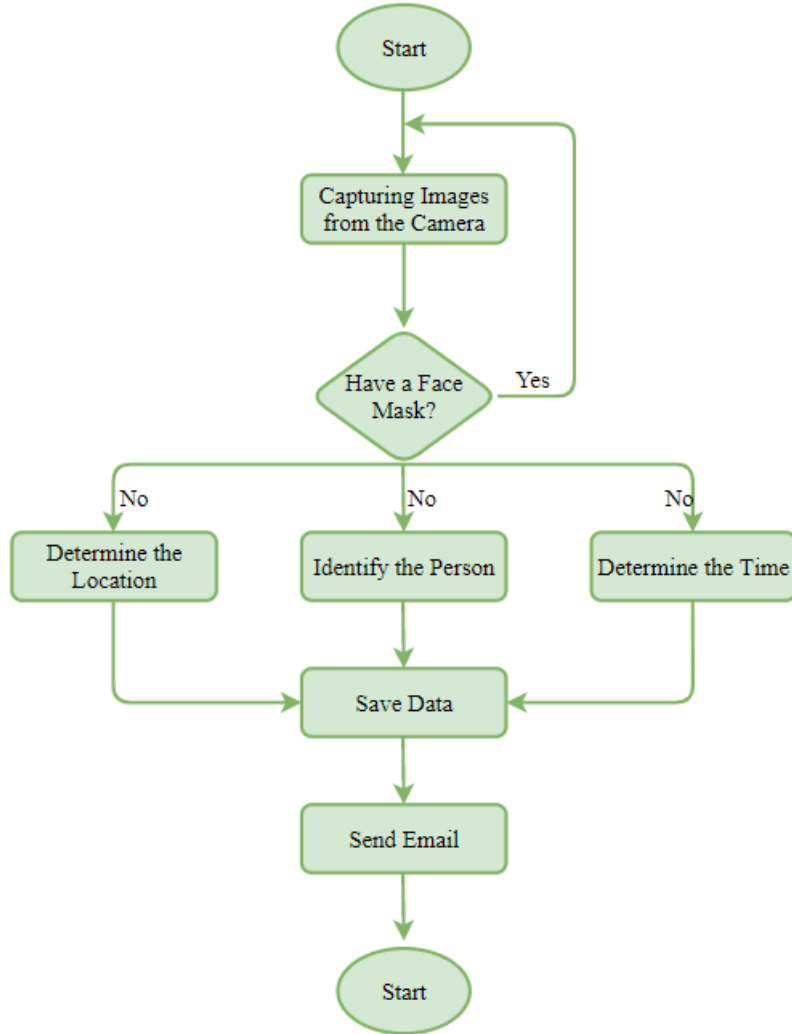 Start
Capturing Images
from the Camera
Have a Face
Mask?
Yes
No
No
No
Determine the
Location
Identify the Person
Determine the Time
Save Data
Send Email
Start